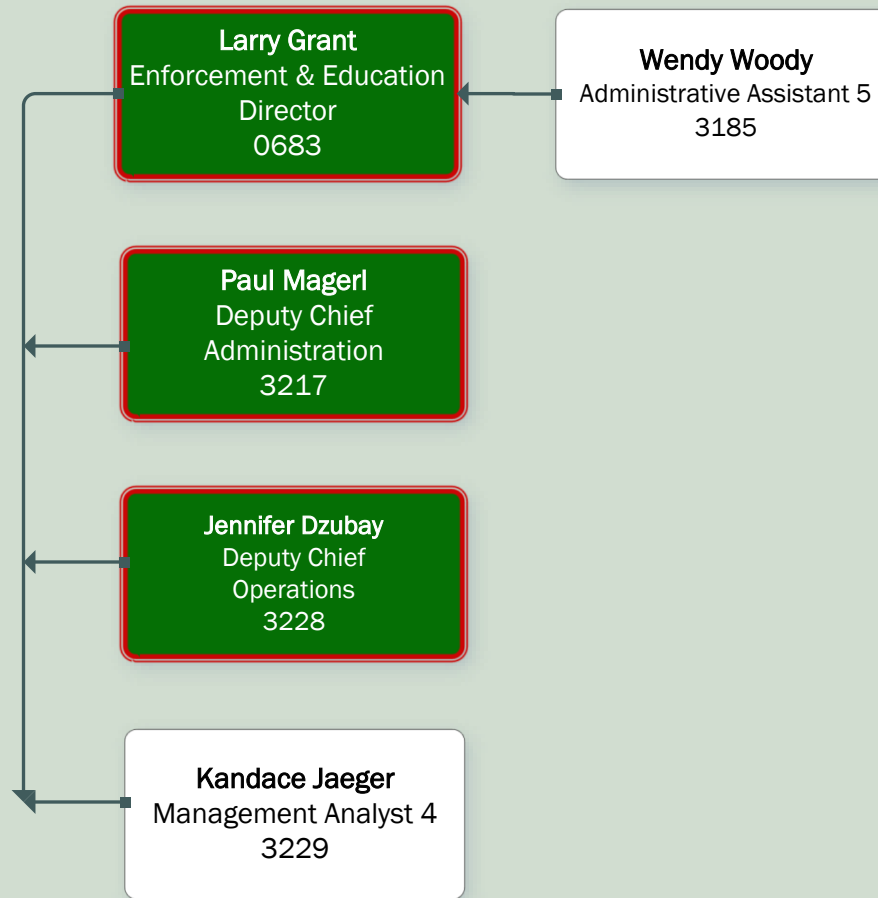 Larry Grant
Enforcement & Education
Director
0683
Wendy Woody
Administrative Assistant 5
3185
Paul Magerl
Deputy Chief
Administration
3217
Jennifer Dzubay
Deputy Chief
Operations
3228
Kandace Jaeger
Management Analyst 4
3229